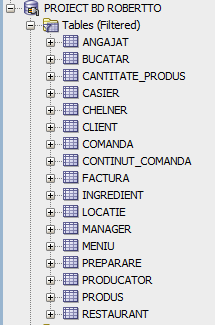 PROIECT BD ROBERTTO
Tables (Filtered)
ANGAJAT
BUCATAR
CANTITATE_PRODUS
CASIER
CHELNER
CLIENT
COMANDA
CONTINUT_COMANDA
FACTURA
INGREDIENT
LOCATIE
MANAGER
MENIU
PREPARARE
PRODUCATOR
PRODUS
RESTAURANT